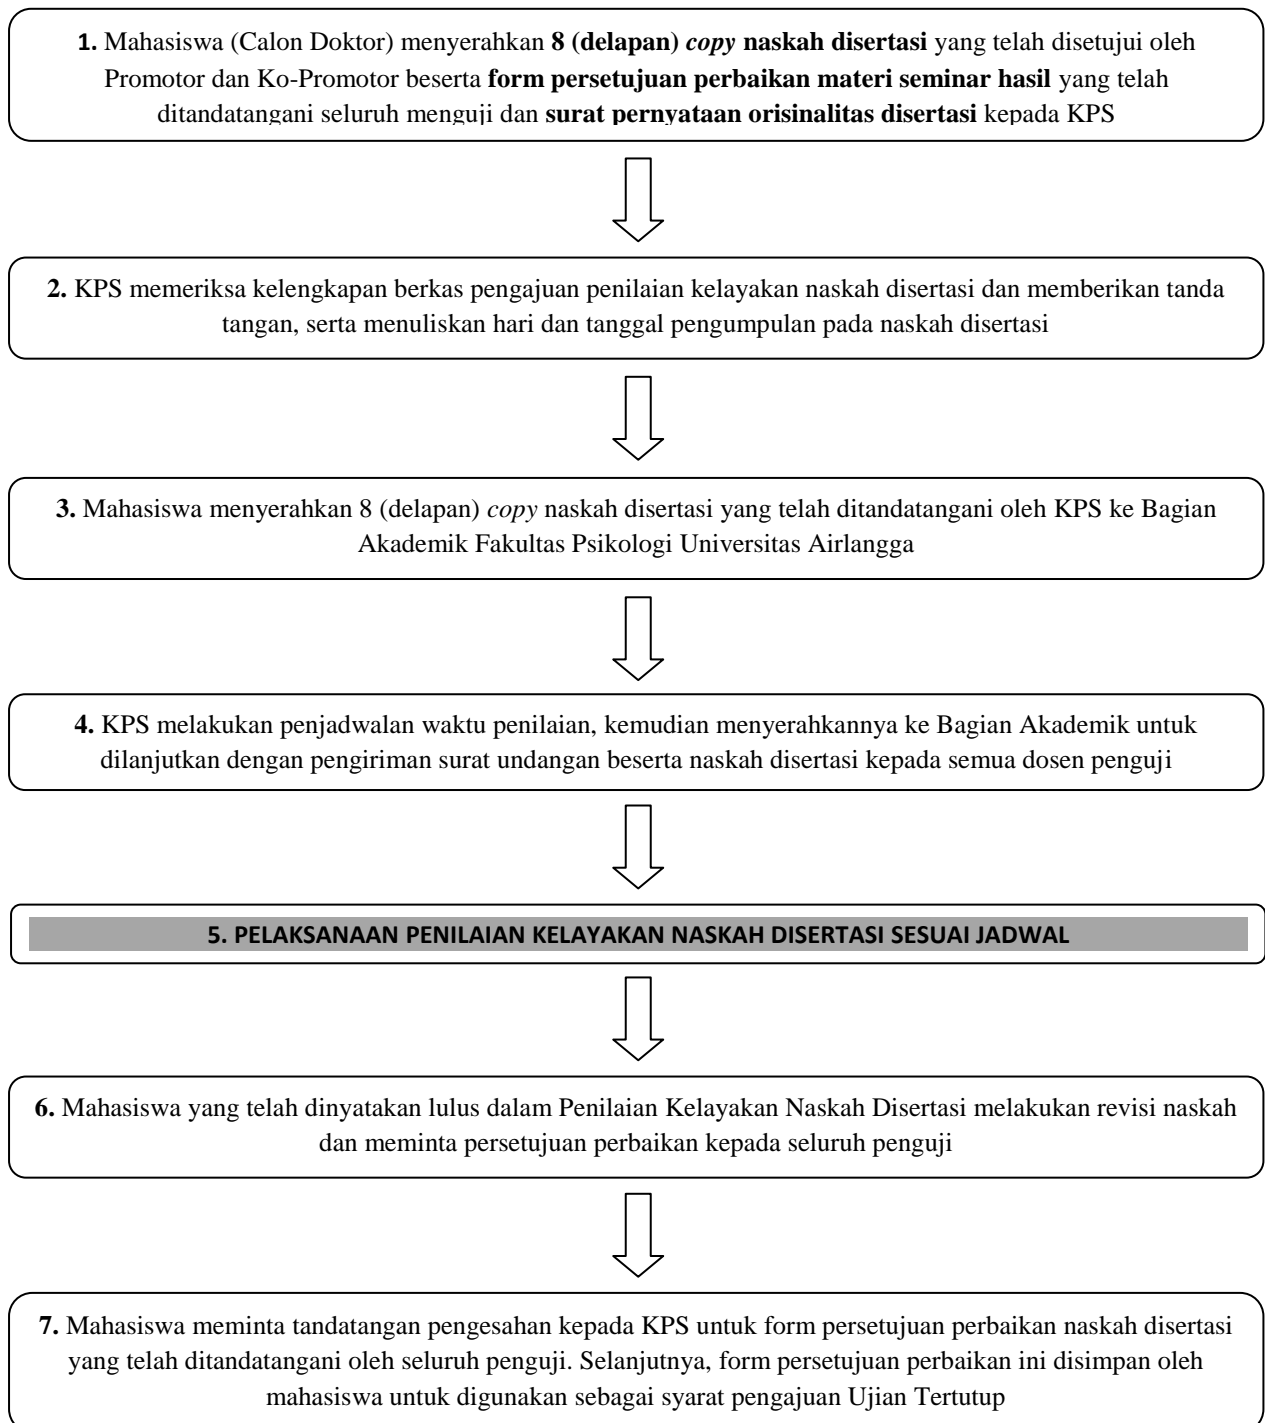 1. Mahasiswa (Calon Doktor) menyerahkan 8 (delapan) copy naskah disertasi yang telah disetujui oleh
Promotor dan Ko-Promotor beserta form persetujuan perbaikan materi seminar hasil yang telah
ditandatangani seluruh menguji dan surat pernyataan orisinalitas disertasi kepada KPS
2. KPS memeriksa kelengkapan berkas pengajuan penilaian kelayakan naskah disertasi dan memberikan tanda
tangan, serta menuliskan hari dan tanggal pengumpulan pada naskah disertasi
3. Mahasiswa menyerahkan 8 (delapan) copy naskah disertasi yang telah ditandatangani oleh KPS ke Bagian
Akademik Fakultas Psikologi Universitas Airlangga
4. KPS melakukan penjadwalan waktu penilaian, kemudian menyerahkannya ke Bagian Akademik untuk
dilanjutkan dengan pengiriman surat undangan beserta naskah disertasi kepada semua dosen penguji
5. PELAKSANAAN PENILAIAN KELAYAKAN NASKAH DISERTASI SESUAI JADWAL
6. Mahasiswa yang telah dinyatakan lulus dalam Penilaian Kelayakan Naskah Disertasi melakukan revisi naskah
dan meminta persetujuan perbaikan kepada seluruh penguji
7. Mahasiswa meminta tandatangan pengesahan kepada KPS untuk form persetujuan perbaikan naskah disertasi
yang telah ditandatangani oleh seluruh penguji. Selanjutnya, form persetujuan perbaikan ini disimpan oleh
mahasiswa untuk digunakan sebagai syarat pengajuan Ujian Tertutup